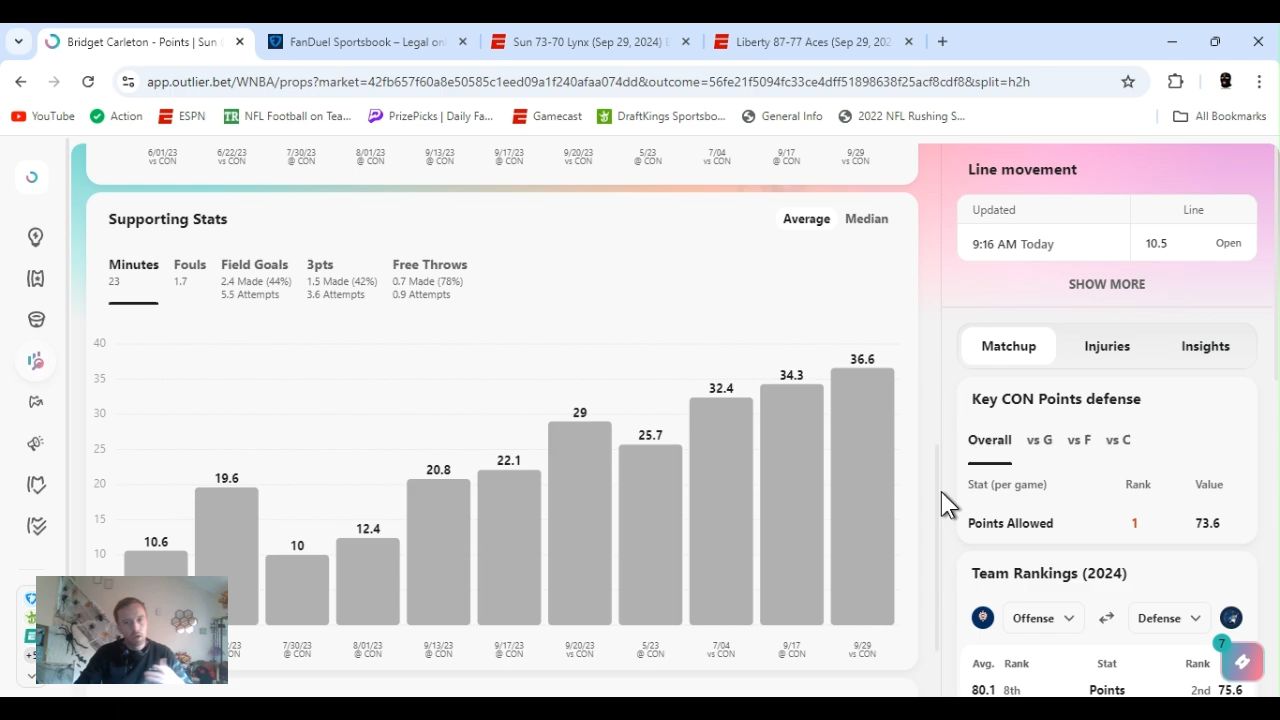 Bridget Carleton - Points | Sun
FanDuel Sportsbook – Legal on
Sun 73-70 Lynx (Sep 29, 2024)
Liberty 87-77 Aces (Sep 29, 202
app.outlier.bet/WNBA/props?market=42fb657f60a8e50585c1eed09a1f240afaa074dd&outcome=56fe21f5094fc33ce4dff51898638f25acf8cdf8&split=h2h
YouTube Action ESPN NFL Football on Tea... PrizePicks | Daily Fa... Gamecast DraftKings Sportsbo... General Info 2022 NFL Rushing S... All Bookmarks
6/01/23 6/22/23 7/30/23 8/01/23 9/13/23 9/17/23 9/20/23 5/23 7/04 9/17 9/29
vs CON vs CON @ CON @ CON @ CON @ CON vs CON @ CON vs CON @ CON vs CON
Supporting Stats
Average Median
Minutes Fouls Field Goals 3pts Free Throws
23 1.7 2.4 Made (44%) 1.5 Made (42%) 0.7 Made (78%)
5.5 Attempts 3.6 Attempts 0.9 Attempts
40
35
30
25
20
15
10
10.6 19.6 10 12.4 20.8 22.1 29 25.7 32.4 34.3 36.6
2/23 7/30/23 8/01/23 9/13/23 9/17/23 9/20/23 5/23 7/04 9/17 9/29
ON @ CON @ CON @ CON @ CON vs CON @ CON vs CON @ CON vs CON
Line movement
Updated Line
9:16 AM Today 10.5 Open
SHOW MORE
Matchup Injuries Insights
Key CON Points defense
Overall vs G vs F vs C
Stat (per game) Rank Value
Points Allowed 1 73.6
Team Rankings (2024)
Offense Defense
7
Avg. Rank Stat Rank
80.1 8th Points 2nd 75.6